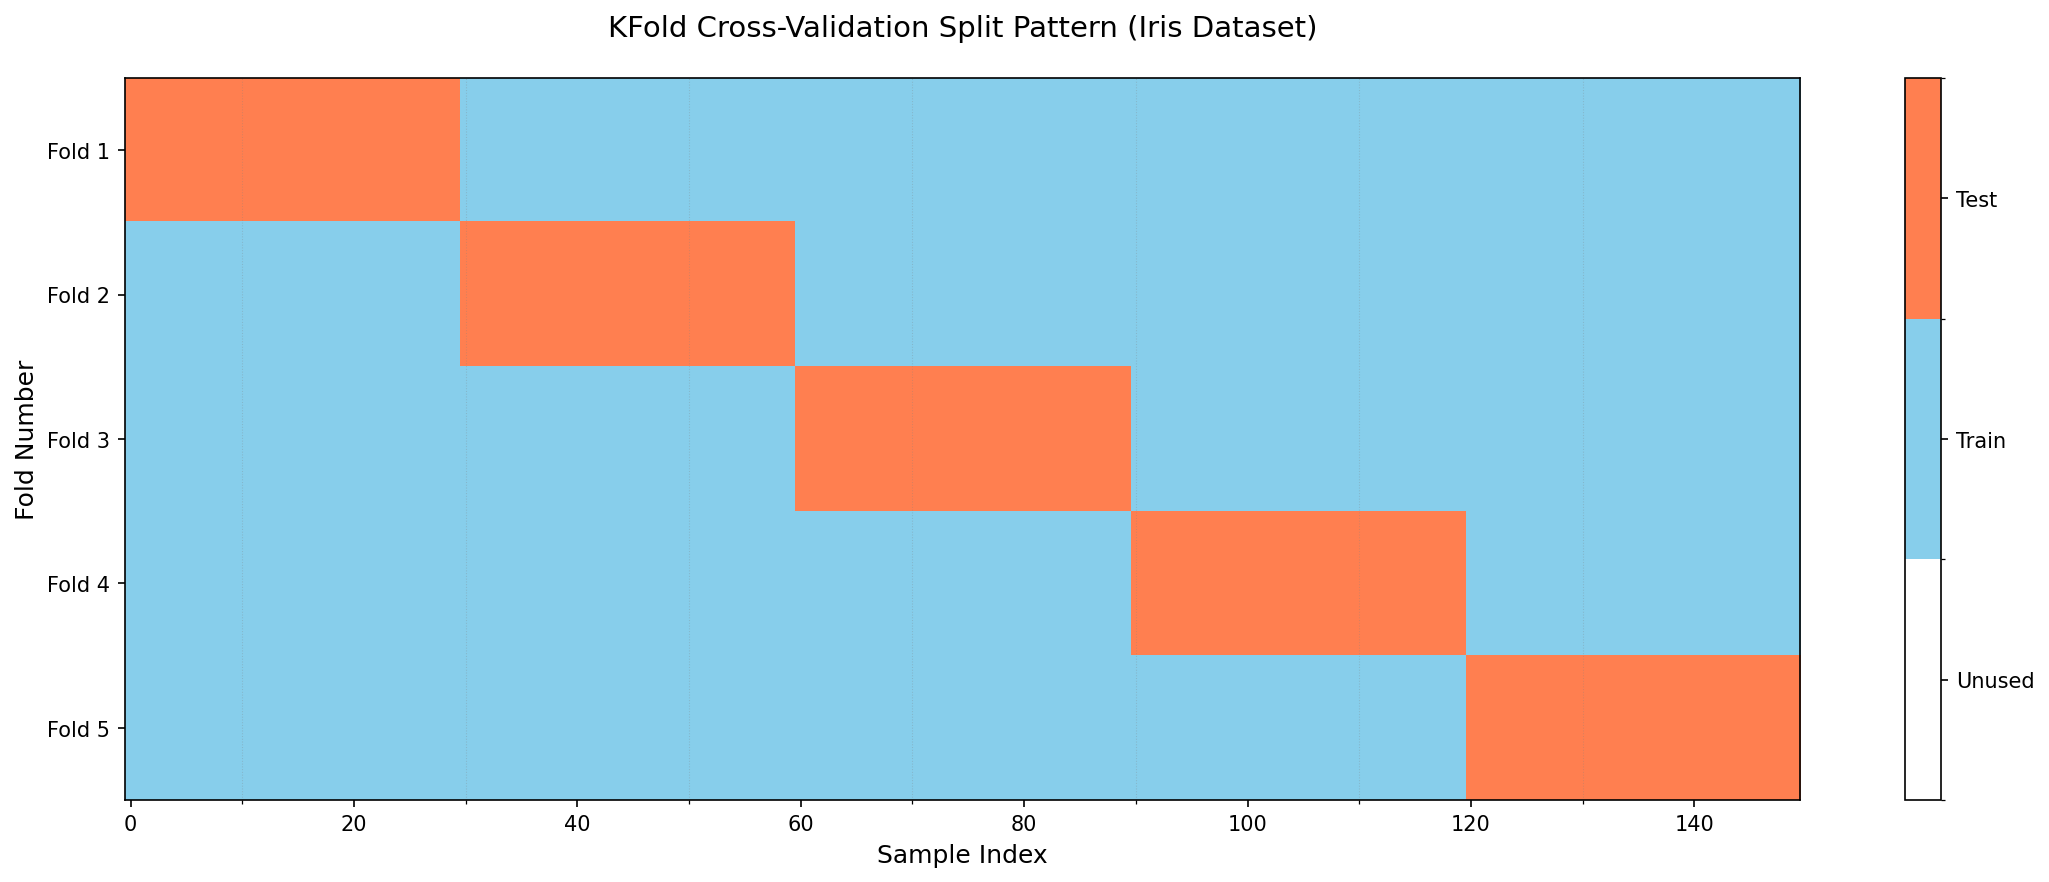 KFold Cross-Validation Split Pattern (Iris Dataset)
Fold Number
Fold 1
Fold 2
Fold 3
Fold 4
Fold 5
0 20 40 60 80 100 120 140
Sample Index
Test
Train
Unused